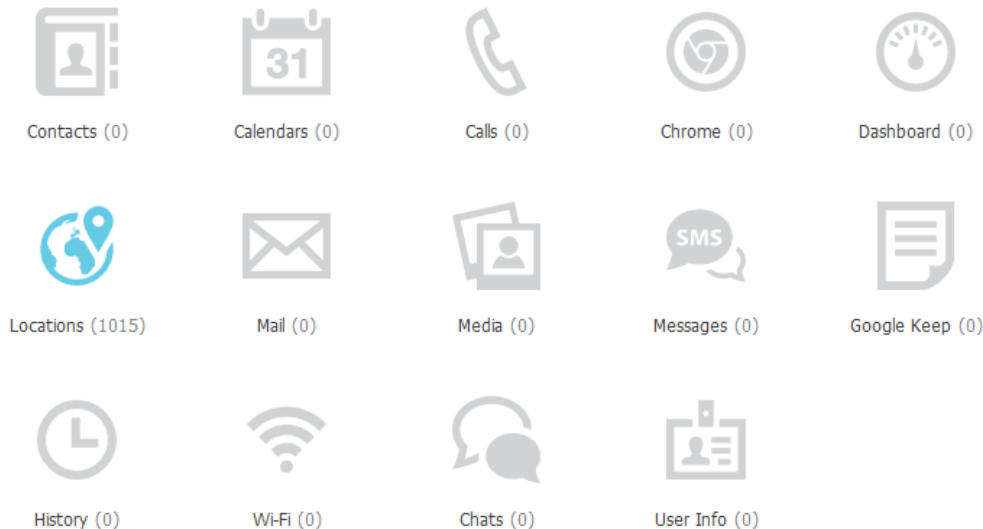 31
Contacts (0)
Calendars (0)
Calls (0)
Chrome (0)
Dashboard (0)
SMS
Locations (1015)
Mail (0)
Media (0)
Messages (0)
Google Keep (0)
History (0)
Wi-Fi (0)
Chats (0)
User Info (0)